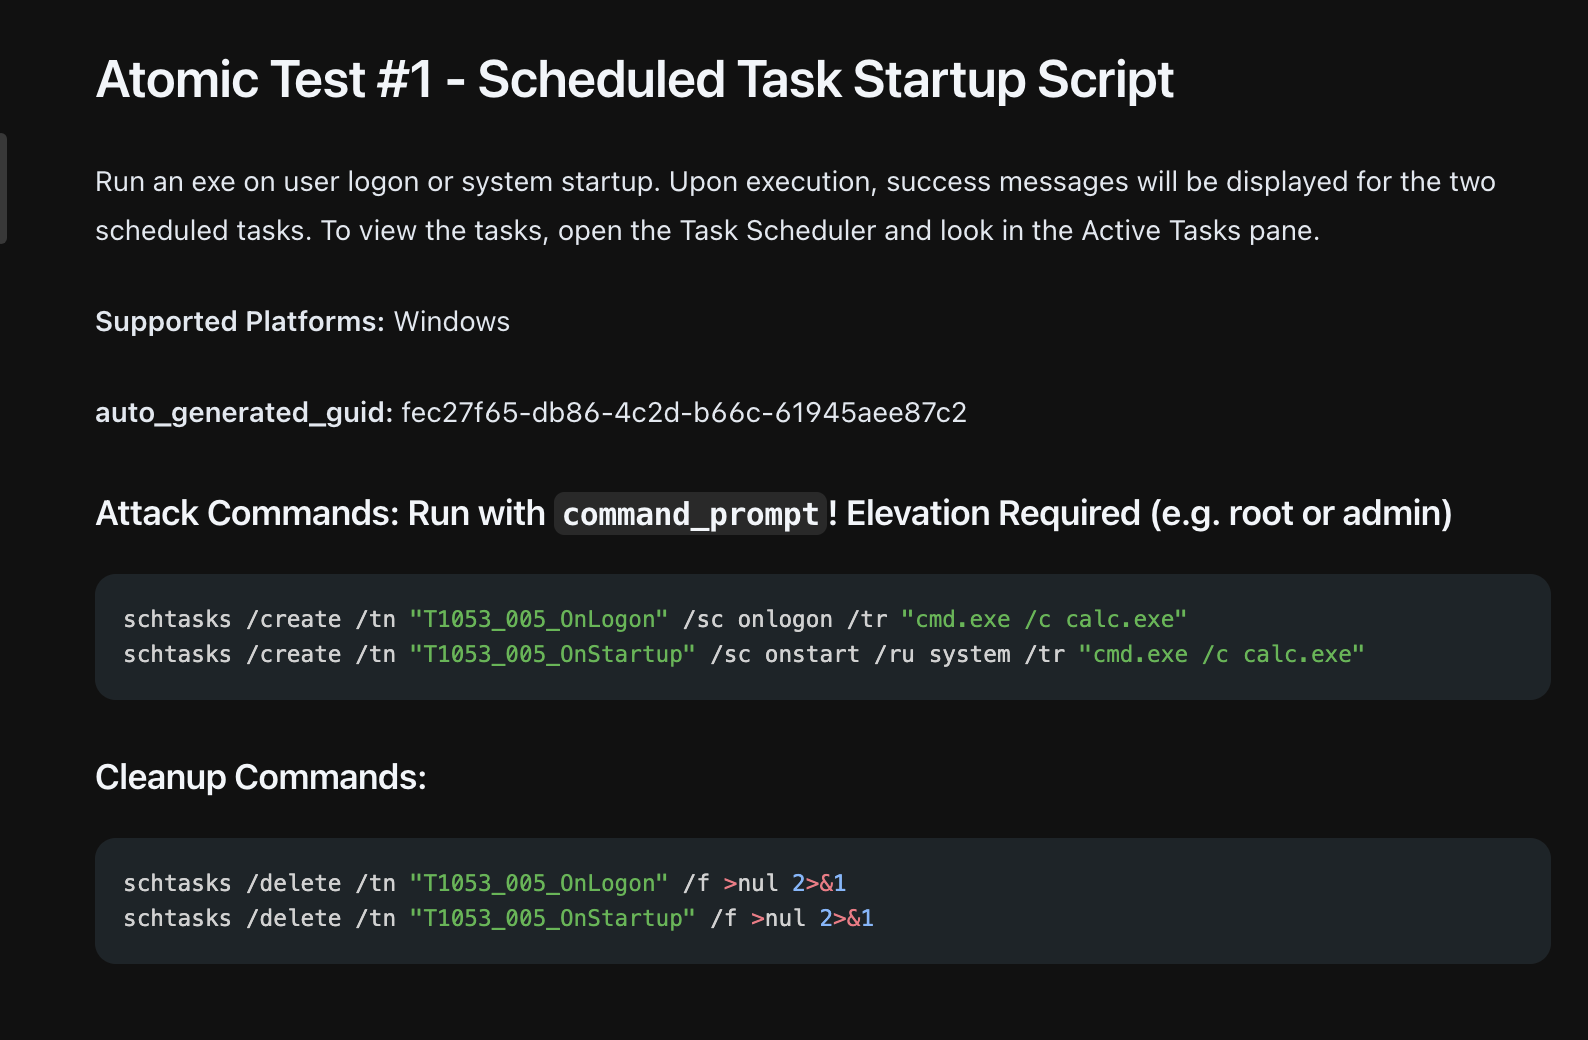 Atomic Test #1 - Scheduled Task Startup Script
Run an exe on user logon or system startup. Upon execution, success messages will be displayed for the two
scheduled tasks. To view the tasks, open the Task Scheduler and look in the Active Tasks pane.
Supported Platforms: Windows
auto_generated_guid: fec27f65-db86-4c2d-b66c-61945aee87c2
Attack Commands: Run with command_prompt! Elevation Required (e.g. root or admin)
schtasks /create /tn "T1053_005_OnLogon" /sc onlogon /tr "cmd.exe /c calc.exe"
schtasks /create /tn "T1053_005_OnStartup" /sc onstart /ru system /tr "cmd.exe /c calc.exe"
Cleanup Commands:
schtasks /delete /tn "T1053_005_OnLogon" /f >nul 2>&1
schtasks /delete /tn "T1053_005_OnStartup" /f >nul 2>&1